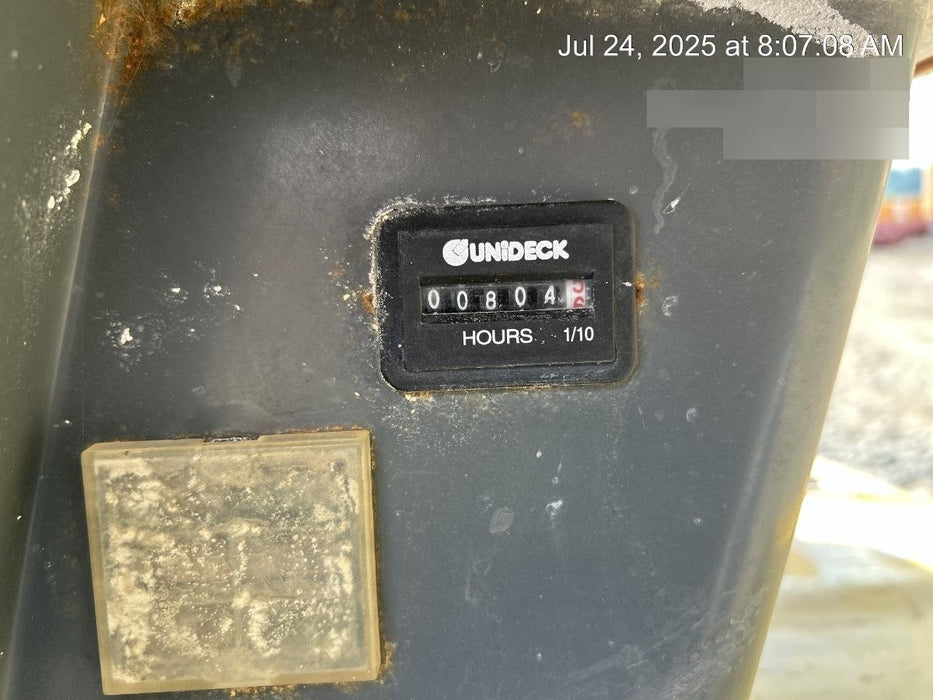 Jul 24, 2025 at 8:07:08 AM
UNIDECK
0 0 8 0 4
HOURS 1/10